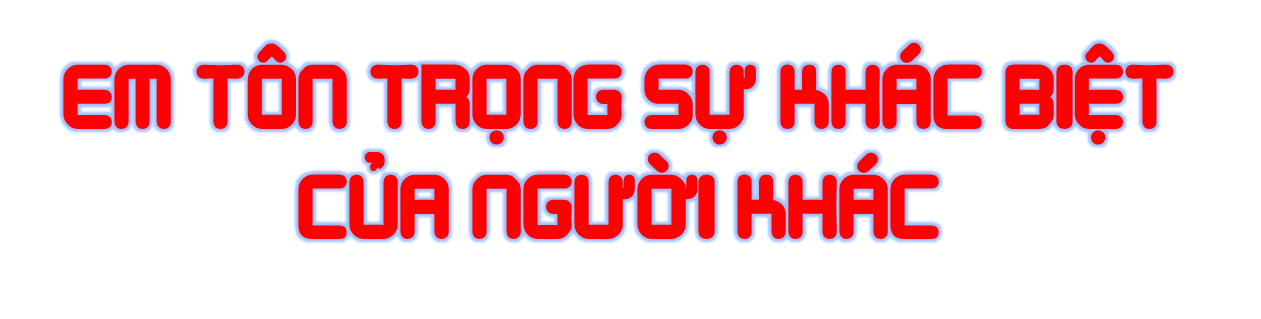 EM TÔN TRỌNG SỰ KHÁC BIỆT
CỦA NGƯỜI KHÁC